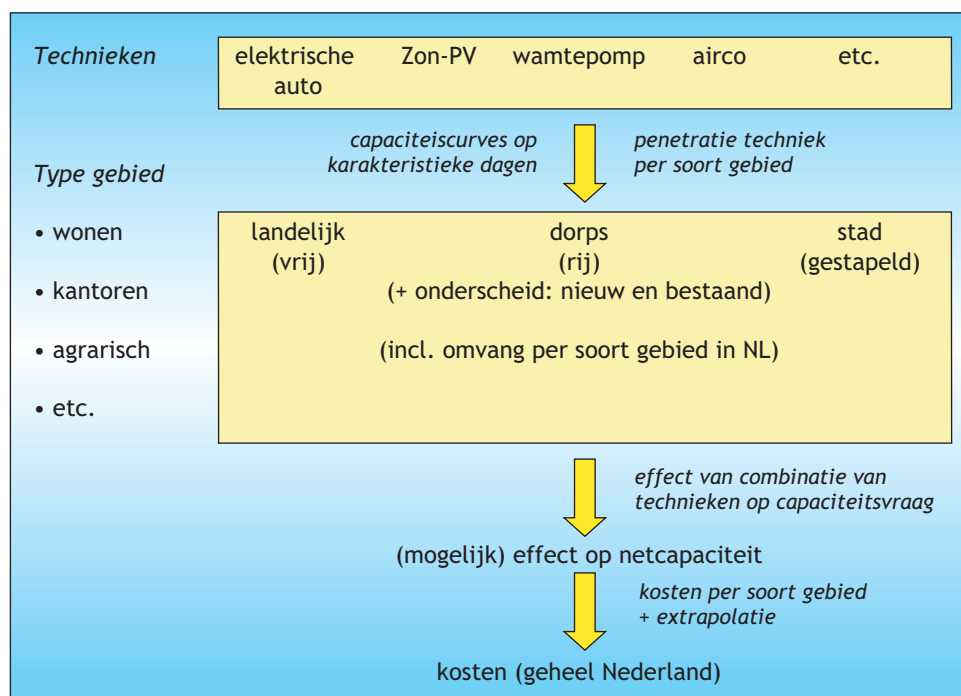 Technieken
elektrische Zon-PV wamtepomp airco etc.
auto
capaciteiscurves op penetratie techniek
karakteristieke dagen per soort gebied
Type gebied
• wonen landelijk dorps stad
(vrij) (rij) (gestapeld)
• kantoren (+ onderscheid: nieuw en bestaand)
• agrarisch (incl. omvang per soort gebied in NL)
• etc.
effect van combinatie van
technieken op capaciteitsvraag
(mogelijk) effect op netcapaciteit
kosten per soort gebied
+ extrapolatie
kosten (geheel Nederland)